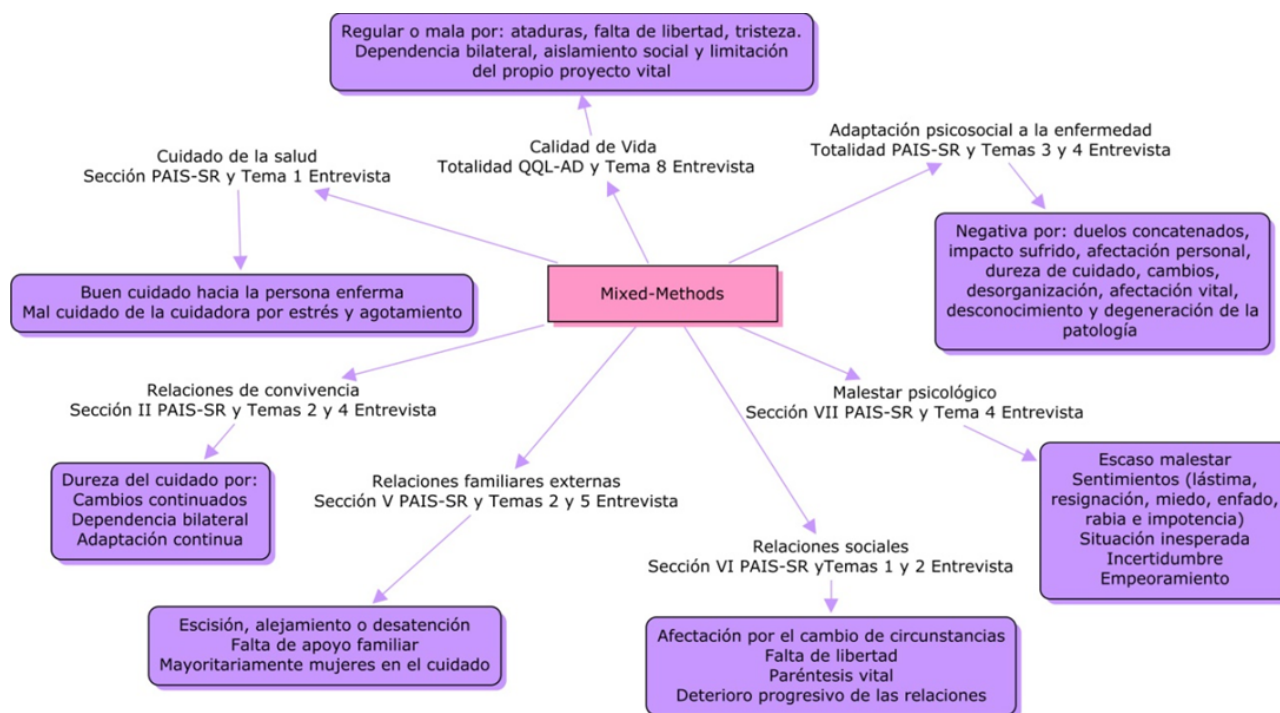 Regular o mala por: ataduras, falta de libertad, tristeza.
Dependencia bilateral, aislamiento social y limitación
del propio proyecto vital
Calidad de Vida
Totalidad QQL-AD y Tema 8 Entrevista
Adaptación psicosocial a la enfermedad
Totalidad PAIS-SR y Temas 3 y 4 Entrevista
Cuidado de la salud
Sección PAIS-SR y Tema 1 Entrevista
Negativa por: duelos concatenados,
impacto sufrido, afectación personal,
dureza de cuidado, cambios,
desorganización, afectación vital,
desconocimiento y degeneración de la
patología
Buen cuidado hacia la persona enferma
Mal cuidado de la cuidadora por estrés y agotamiento
Mixed-Methods
Relaciones de convivencia
Sección II PAIS-SR y Temas 2 y 4 Entrevista
Malestar psicológico
Sección VII PAIS-SR y Tema 4 Entrevista
Dureza del cuidado por:
Cambios continuados
Dependencia bilateral
Adaptación continua
Relaciones familiares externas
Sección V PAIS-SR y Temas 2 y 5 Entrevista
Escaso malestar
Sentimientos (lástima,
resignación, miedo, enfado,
rabia e impotencia)
Situación inesperada
Incertidumbre
Empeoramiento
Relaciones sociales
Sección VI PAIS-SR yTemas 1 y 2 Entrevista
Escisión, alejamiento o desatención
Falta de apoyo familiar
Mayoritariamente mujeres en el cuidado
Afectación por el cambio de circunstancias
Falta de libertad
Paréntesis vital
Deterioro progresivo de las relaciones